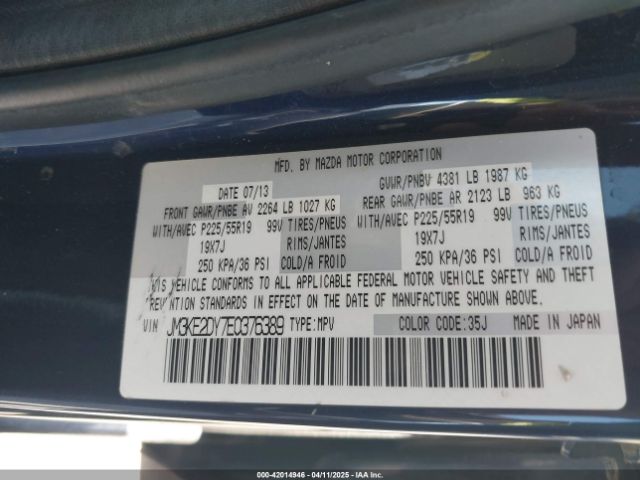 MFD. BY MAZDA MOTOR CORPORATION
DATE 07/13 GVWR/PNBV 4381 LB 1987 KG
FRONT GAWR/PNBE AV 2264 LB 1027 KG REAR GAWR/PNBE AR 2123 LB 963 KG
WITH/AVEC P225/55R19 99V TIRES/PNEUS WITH/AVEC P225/55R19 99V TIRES/PNEUS
19X7J RIMS/JANTES 19X7J RIMS/JANTES
250 KPA/36 PSI COLD/A FROID 250 KPA/36 PSI COLD/A FROID
THIS VEHICLE CONFORMS TO ALL APPLICABLE FEDERAL MOTOR VEHICLE SAFETY AND THEFT
PREVENTION STANDARDS IN EFFECT ON THE DATE OF MANUFACTURE SHOWN ABOVE.
VIN JM3KE2DY7E0376389 TYPE:MPV COLOR CODE:35J MADE IN JAPAN
000-42014946 - 04/11/2025 - IAA Inc.